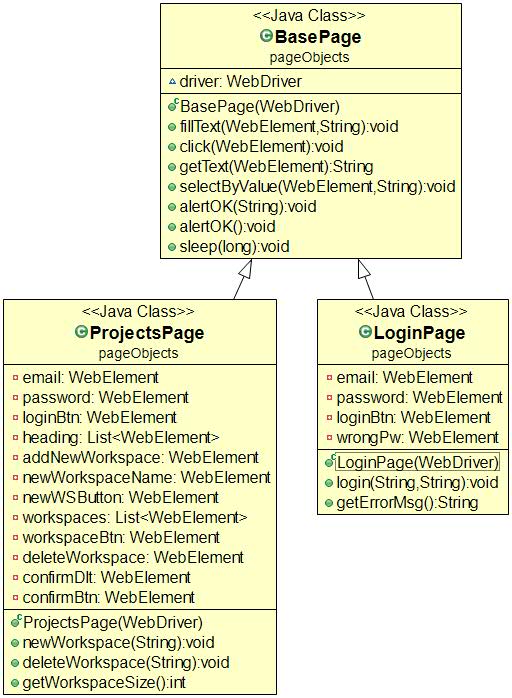 <<Java Class>>
BasePage
pageObjects
driver: WebDriver
BasePage(WebDriver)
fillText(WebElement,String):void
click(WebElement):void
getText(WebElement):String
selectByValue(WebElement,String):void
alertOK(String):void
alertOK():void
sleep(long):void
<<Java Class>>
ProjectsPage
pageObjects
email: WebElement
password: WebElement
loginBtn: WebElement
heading: List<WebElement>
addNewWorkspace: WebElement
newWorkspaceName: WebElement
newWSButton: WebElement
workspaces: List<WebElement>
workspaceBtn: WebElement
deleteWorkspace: WebElement
confirmDlt: WebElement
confirmBtn: WebElement
ProjectsPage(WebDriver)
newWorkspace(String):void
deleteWorkspace(String):void
getWorkspaceSize():int
<<Java Class>>
LoginPage
pageObjects
email: WebElement
password: WebElement
loginBtn: WebElement
wrongPw: WebElement
LoginPage(WebDriver)
login(String,String):void
getErrorMsg():String